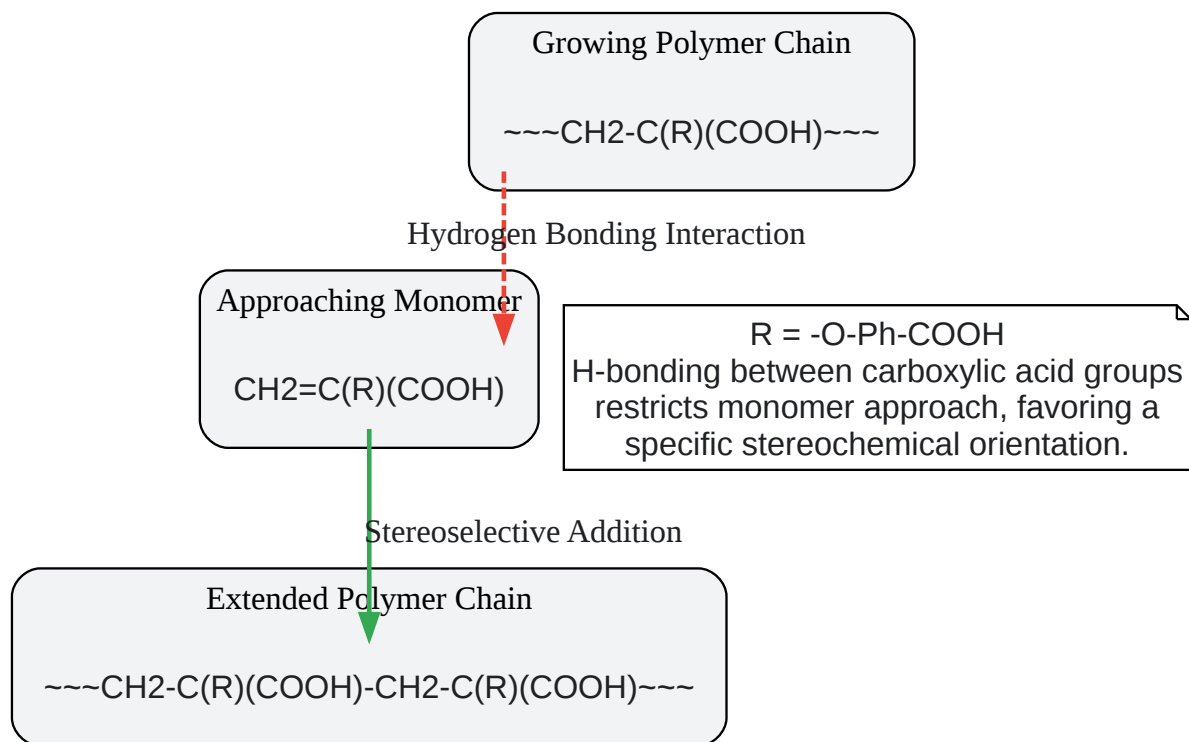 Growing Polymer Chain
~~~CH2-C(R)(COOH)~~~
Hydrogen Bonding Interaction
Approaching Monomer
CH2=C(R)(COOH)
R = -O-Ph-COOH
H-bonding between carboxylic acid groups
restricts monomer approach, favoring a
specific stereochemical orientation.
Stereoselective Addition
Extended Polymer Chain
~~~CH2-C(R)(COOH)-CH2-C(R)(COOH)~~~